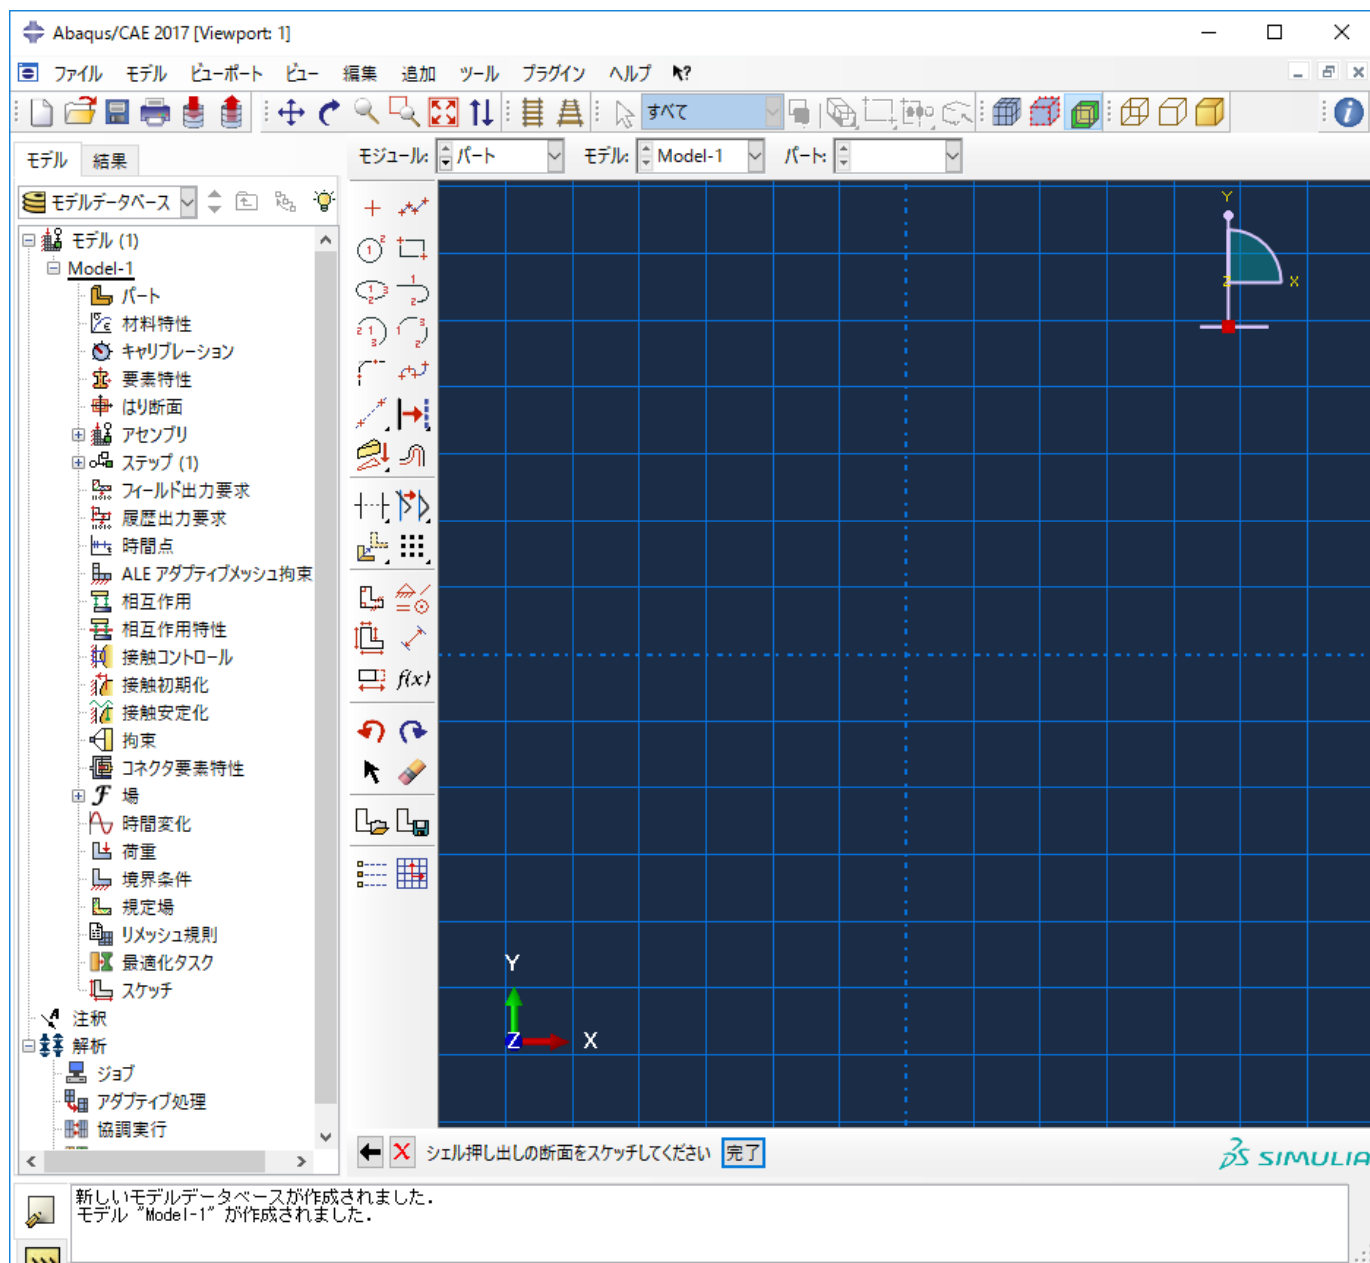 Abaqus/CAE 2017 [Viewport: 1]
ファイル モデル ビューポート ビュー 編集 追加 ツール プラグイン ヘルプ
すべて
モデル 結果
モジュール: パート モデル: Model-1 パート:
モデルデータベース
モデル (1)
Model-1
パート
材料特性
キャリブレーション
要素特性
はり断面
アセンブリ
ステップ (1)
フィールド出力要求
履歴出力要求
時間点
ALE アダプティブメッシュ拘束
相互作用
相互作用特性
接触コントロール
接触初期化
接触安定化
拘束
コネクタ要素特性
場
時間変化
荷重
境界条件
規定場
リメッシュ規則
最適化タスク
スケッチ
注釈
解析
ジョブ
アダプティブ処理
協調実行
f(x)
Y
Z X
Y
Z X
シェル押し出しの断面をスケッチしてください 完了
SIMULIA
新しいモデルデータベースが作成されました.
モデル "Model-1" が作成されました.